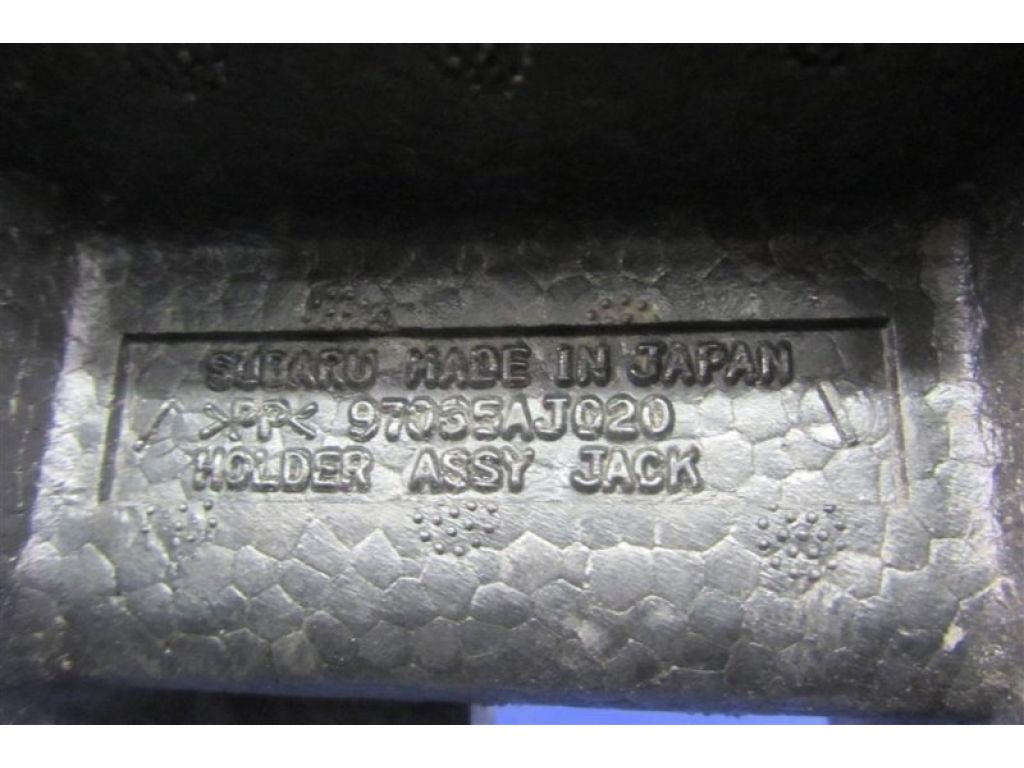 SUBARU MADE IN JAPAN
>PP< 97065AJ020
HOLDER ASSY JACK